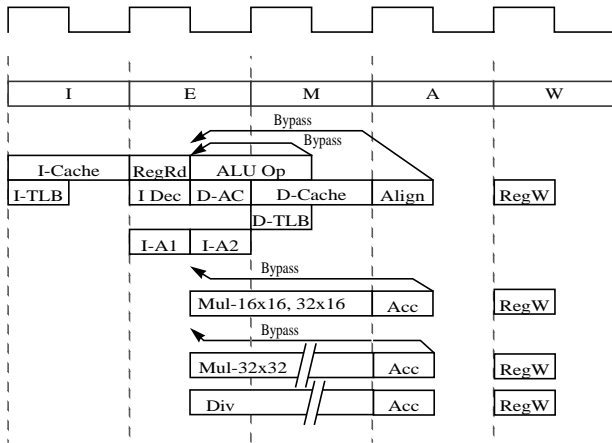 I E M A W
Bypass
Bypass
I-Cache RegRd ALU Op
I-TLB I Dec D-AC D-Cache Align RegW
D-TLB
I-A1 I-A2
Bypass
Mul-16x16, 32x16 Acc RegW
Bypass
Mul-32x32 Acc RegW
Div Acc RegW